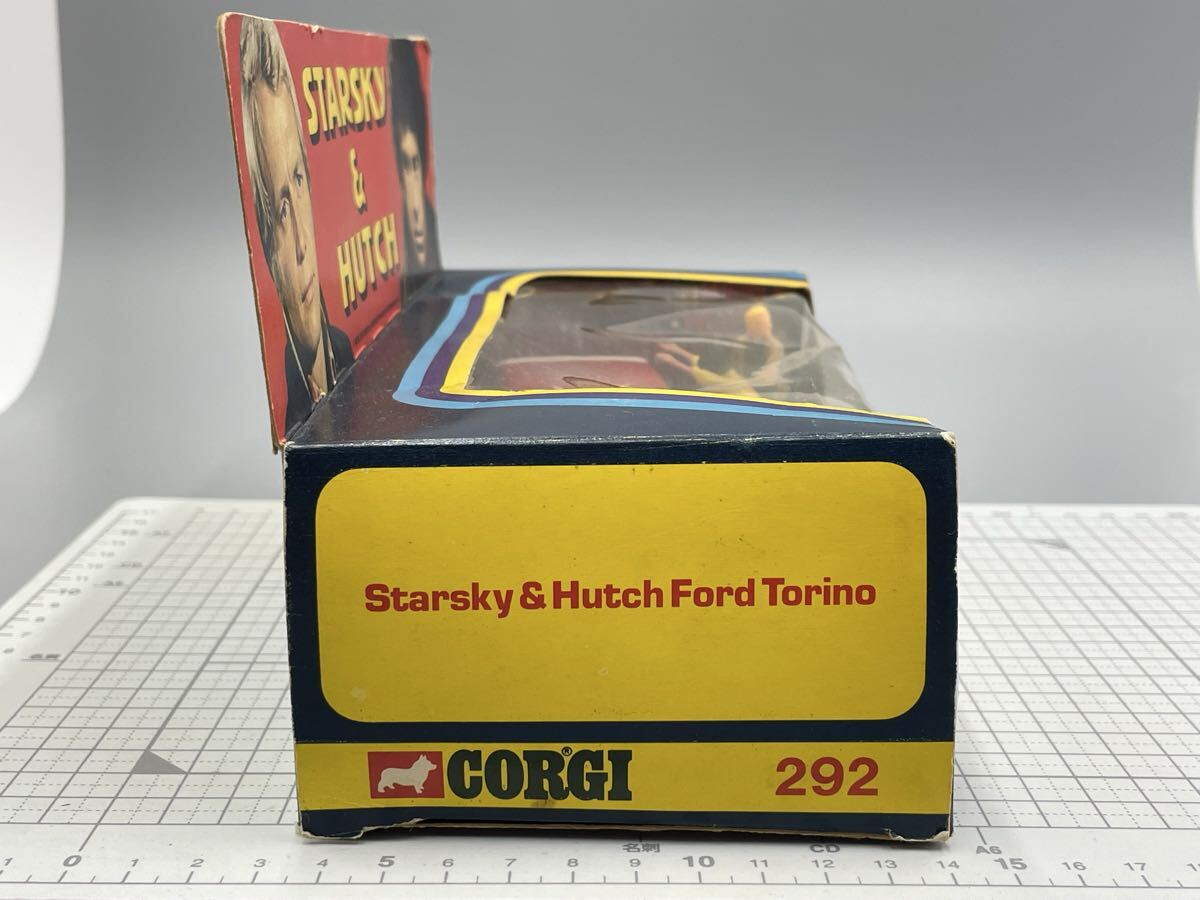 STARSKY
&
HUTCH
Starsky & Hutch Ford Torino
CORGI®
292
名刺 CD A6
1 0 1 2 3 4 5 6 7 8 9 10 11 12 13 14 15 16 17